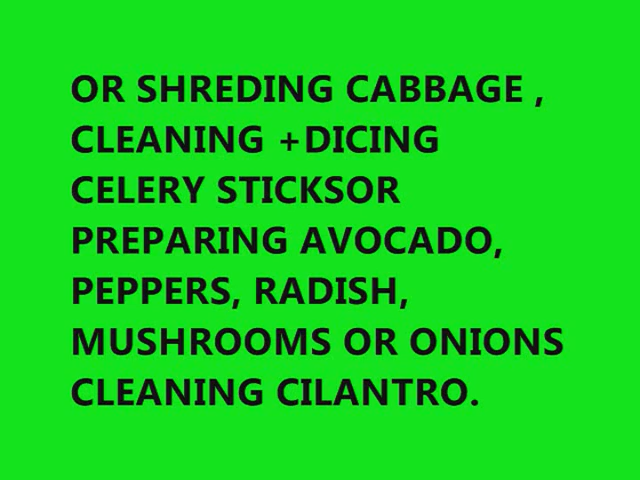 OR SHREDING CABBAGE ,
CLEANING +DICING
CELERY STICKSOR
PREPARING AVOCADO,
PEPPERS, RADISH,
MUSHROOMS OR ONIONS
CLEANING CILANTRO.